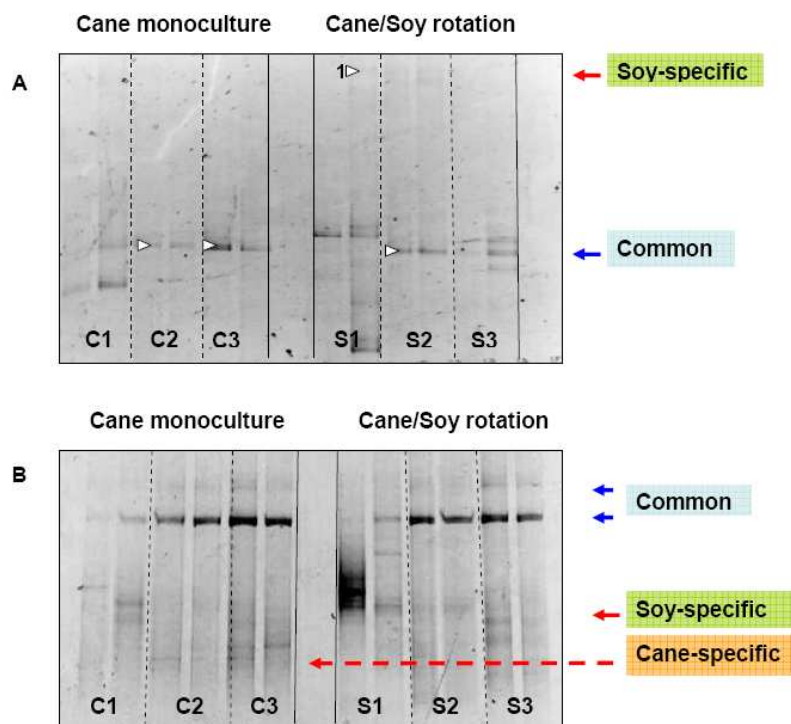 Cane monoculture Cane/Soy rotation
A
1
Soy-specific
Common
C1 C2 C3 S1 S2 S3
Cane monoculture Cane/Soy rotation
B
Common
Soy-specific
Cane-specific
C1 C2 C3 S1 S2 S3